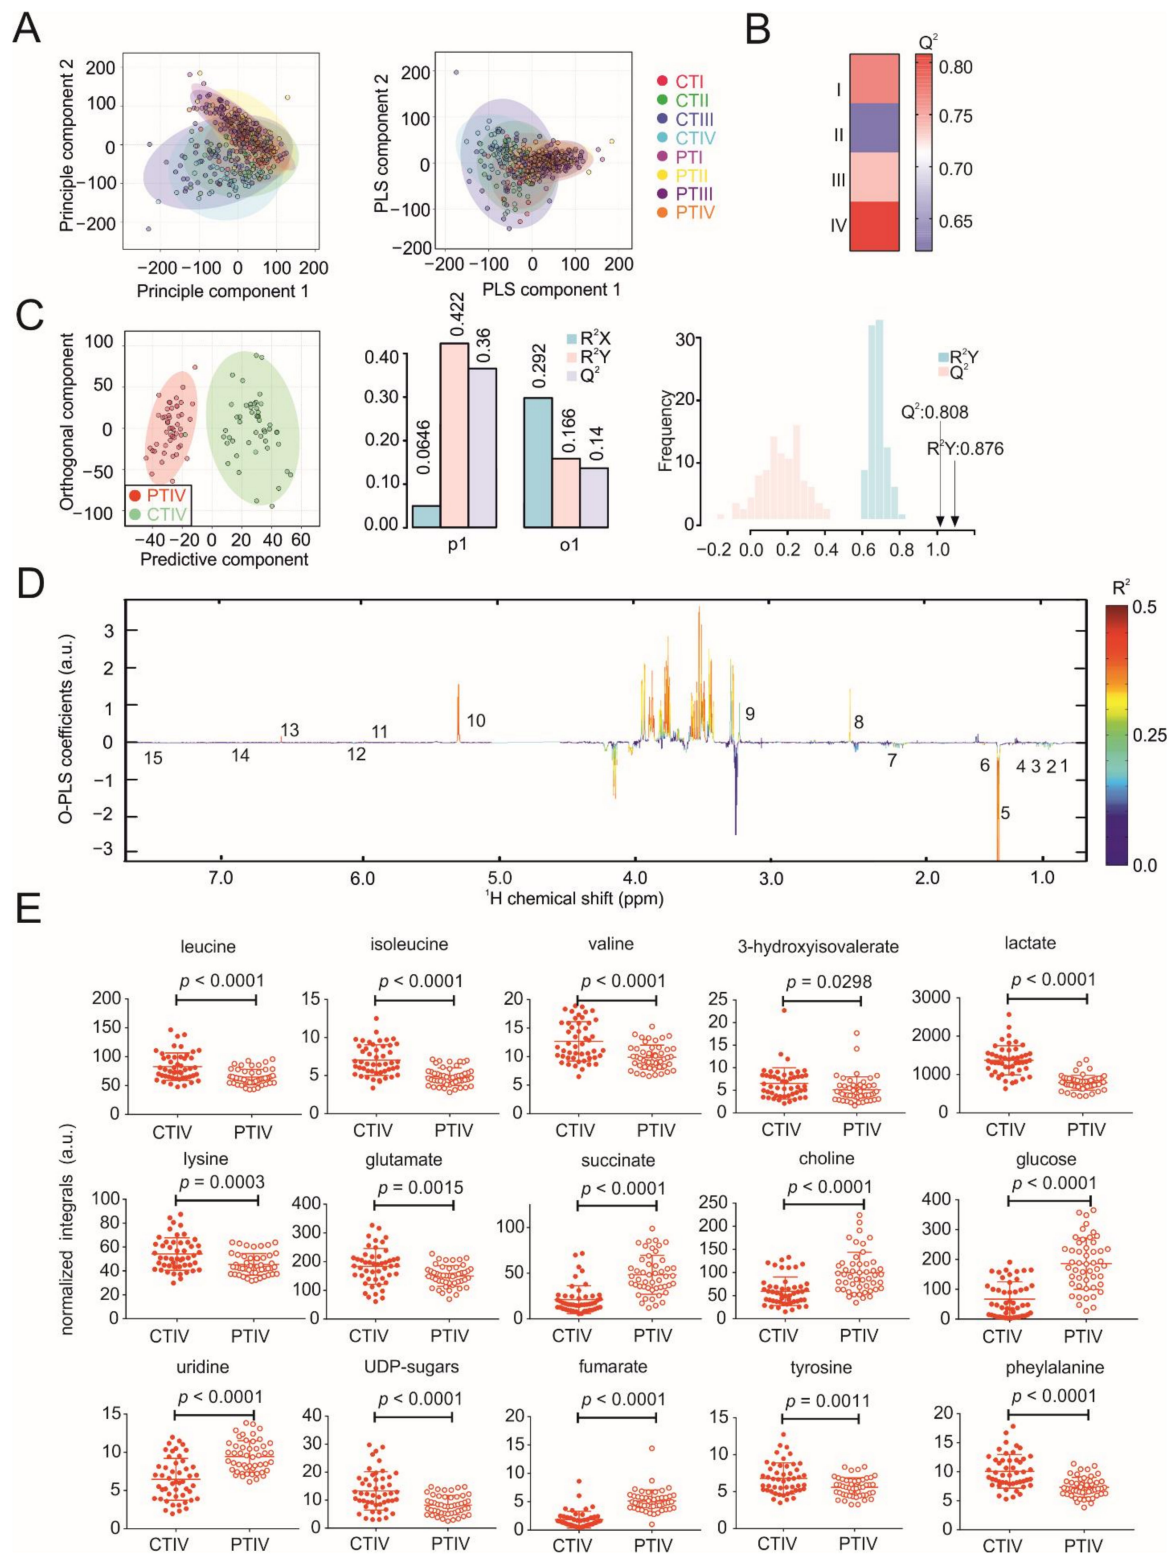 A
B
Principle component 2
200
100
0
−100
−200
−200 −100 0 100 200
Principle component 1
PLS component 2
200
100
0
−100
−200
−200 −100 0 100 200
PLS component 1
CTI
CTII
CTIII
CTIV
PTI
PTII
PTIII
PTIV
Q²
I
II
III
IV
0.80
0.75
0.70
0.65
C
Orthogonal component
100
50
0
−50
−100
PTIV
CTIV
−40 −20 0 20 40 60
Predictive component
0.40
0.30
0.20
0.10
0.00
0.0646
0.422
0.36
0.292
0.166
0.14
p1
o1
R²X
R²Y
Q²
Frequency
30
20
10
0
−0.2 0.0 0.2 0.4 0.6 0.8 1.0
R²Y
Q²
Q²:0.808
R²Y:0.876
D
O-PLS coefficients (a.u.)
3
2
1
0
−1
−2
−3
15
14
13
12
11
10
9
8
7
6
5
4 3 2 1
7.0 6.0 5.0 4.0 3.0 2.0 1.0
¹H chemical shift (ppm)
R²
0.5
0.25
0.0
E
normalized integrals (a.u.)
leucine
p < 0.0001
200
150
100
50
0
CTIV PTIV
isoleucine
p < 0.0001
15
10
5
0
CTIV PTIV
valine
p < 0.0001
20
15
10
5
0
CTIV PTIV
3-hydroxyisovalerate
p = 0.0298
25
20
15
10
5
0
CTIV PTIV
lactate
p < 0.0001
3000
2000
1000
0
CTIV PTIV
lysine
p = 0.0003
100
80
60
40
20
0
CTIV PTIV
glutamate
p = 0.0015
400
300
200
100
0
CTIV PTIV
succinate
p < 0.0001
100
50
0
CTIV PTIV
choline
p < 0.0001
250
200
150
100
50
0
CTIV PTIV
glucose
p < 0.0001
400
300
200
100
0
CTIV PTIV
uridine
p < 0.0001
15
10
5
0
CTIV PTIV
UDP-sugars
p < 0.0001
40
30
20
10
0
CTIV PTIV
fumarate
p < 0.0001
20
15
10
5
0
CTIV PTIV
tyrosine
p = 0.0011
15
10
5
0
CTIV PTIV
pheylalanine
p < 0.0001
20
15
10
5
0
CTIV PTIV